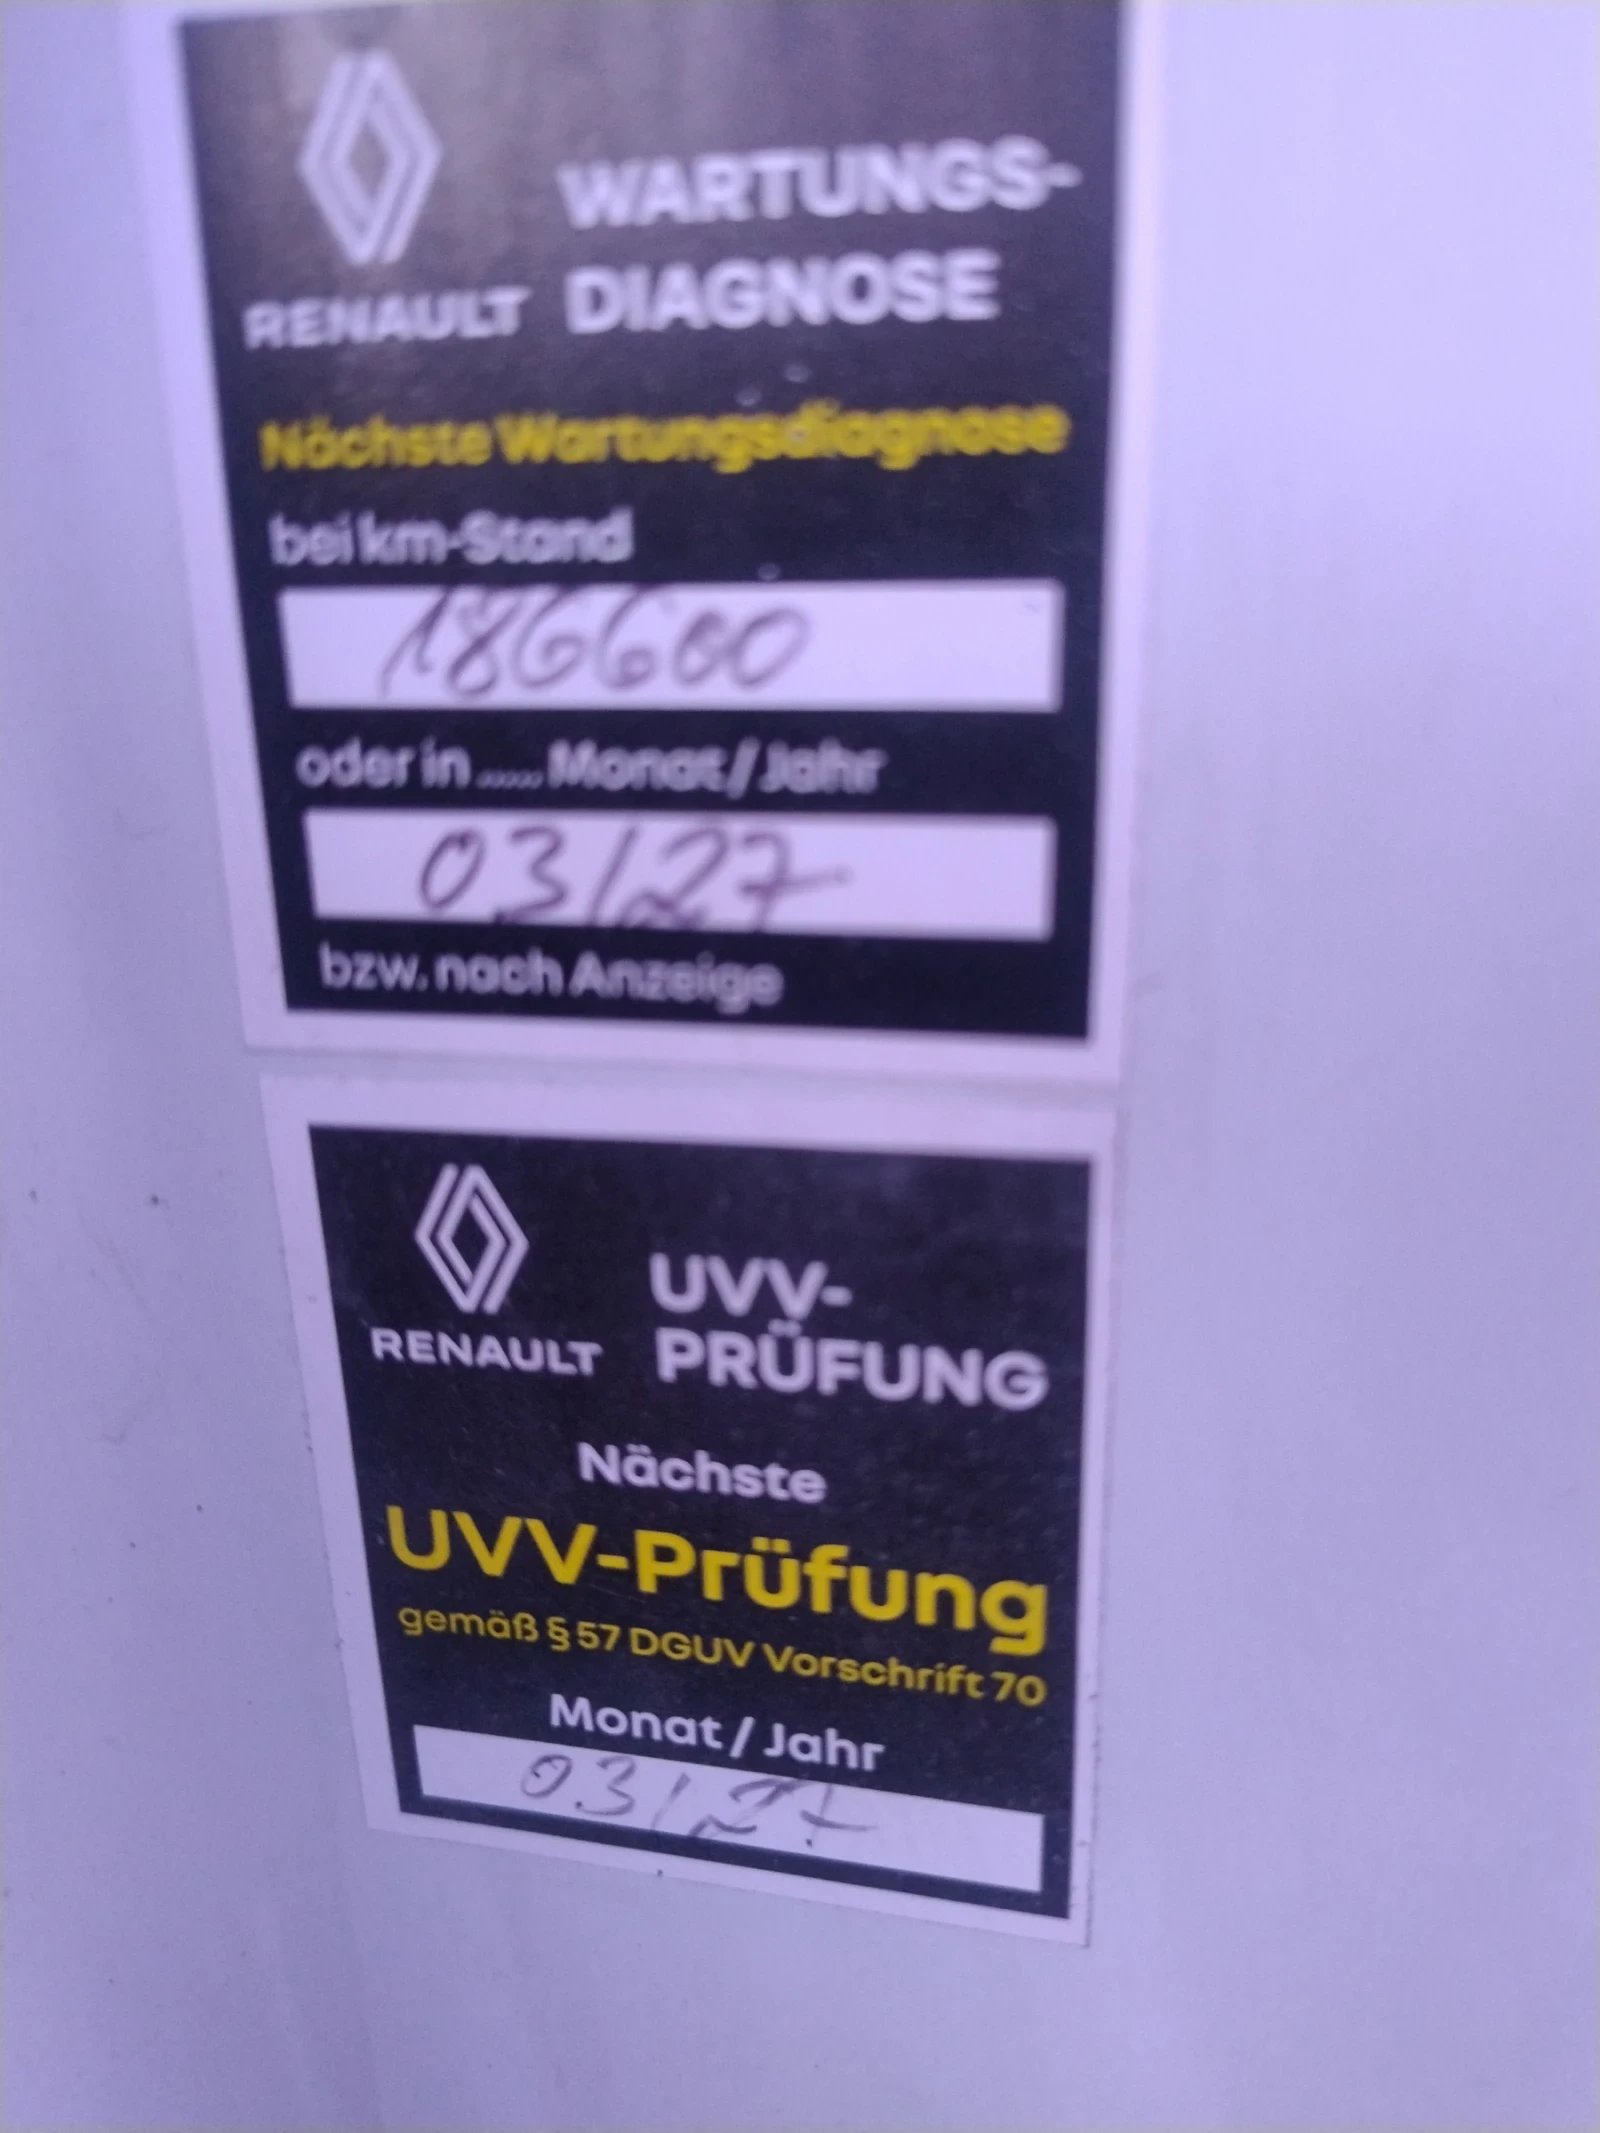 WARTUNGS-
RENAULT DIAGNOSE
Nächste Wartungsdiagnose
bei km-Stand
186600
oder in ..... Monat / Jahr
03/27
bzw. nach Anzeige
UVV-
RENAULT PRÜFUNG
Nächste
UVV-Prüfung
gemäß § 57 DGUV Vorschrift 70
Monat / Jahr
03/27